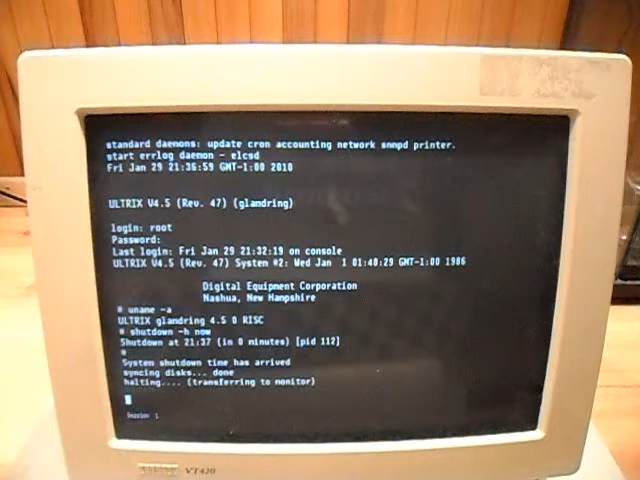 standard daemons: update cron accounting network snmpd printer.
start errlog daemon - elcsd
Fri Jan 29 21:36:59 GMT-1:00 2010
ULTRIX V4.5 (Rev. 47) (glamdring)
login: root
Password:
Last login: Fri Jan 29 21:32:19 on console
ULTRIX V4.5 (Rev. 47) System #2: Wed Jan 1 01:40:29 GMT-1:00 1986
Digital Equipment Corporation
Nashua, New Hampshire
# uname -a
ULTRIX glamdring 4.5 0 RISC
# shutdown -h now
Shutdown at 21:37 (in 0 minutes) [pid 112]
#
System shutdown time has arrived
syncing disks... done
halting.... (transferring to monitor)
Session 1
VT420